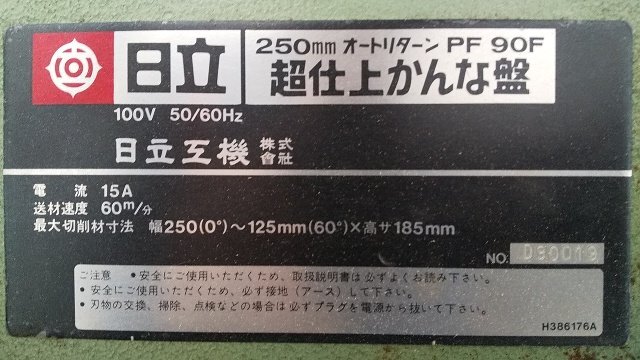 日立
250mm オートリターン PF 90F
超仕上かんな盤
100V 50/60Hz
日立工機 株式会社
電流 15A
送材速度 60m/分
最大切削材寸法 幅250(0°)～125mm(60°)×高サ185mm
NO.
ご注意 •安全にご使用いただくため、取扱説明書は必ずよくお読み下さい。
•安全にご使用いただくため、必ず接地(アース)して下さい。
•刃物の交換、掃除、点検などの場合は必ずプラグを電源から抜いて下さい。
H386176A